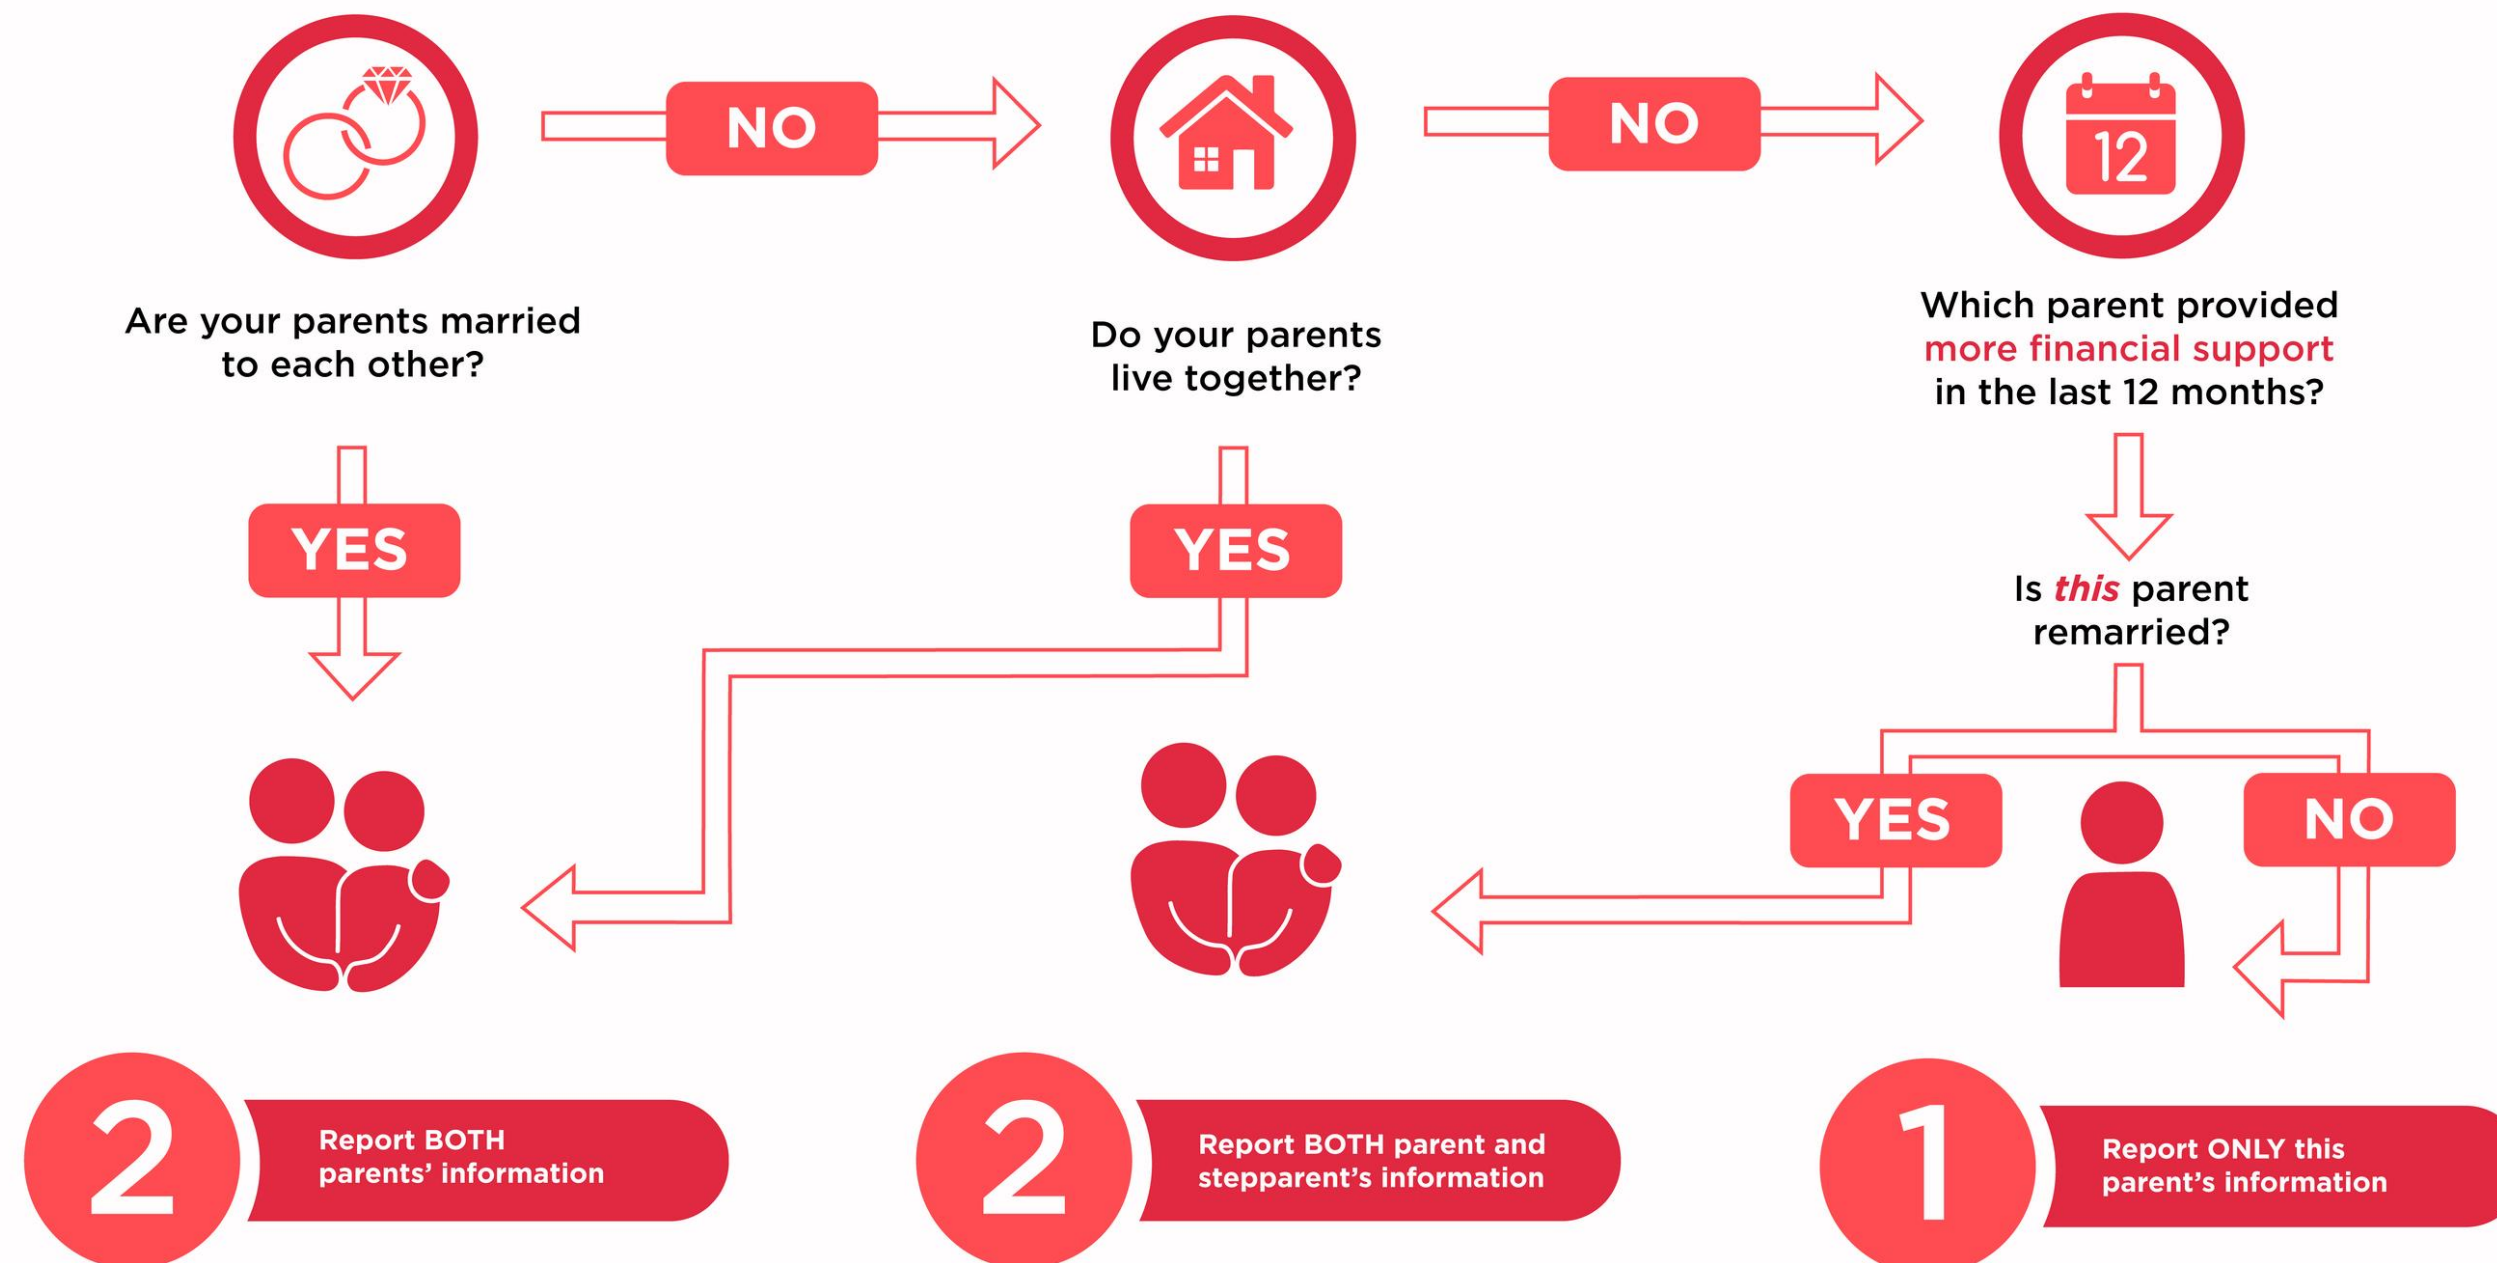 NO
NO
12
Are your parents married
to each other?
Do your parents
live together?
Which parent provided
more financial support
in the last 12 months?
YES
YES
Is this parent
remarried?
YES
NO
2
Report BOTH
parents' information
2
Report BOTH parent and
stepparent's information
1
Report ONLY this
parent's information